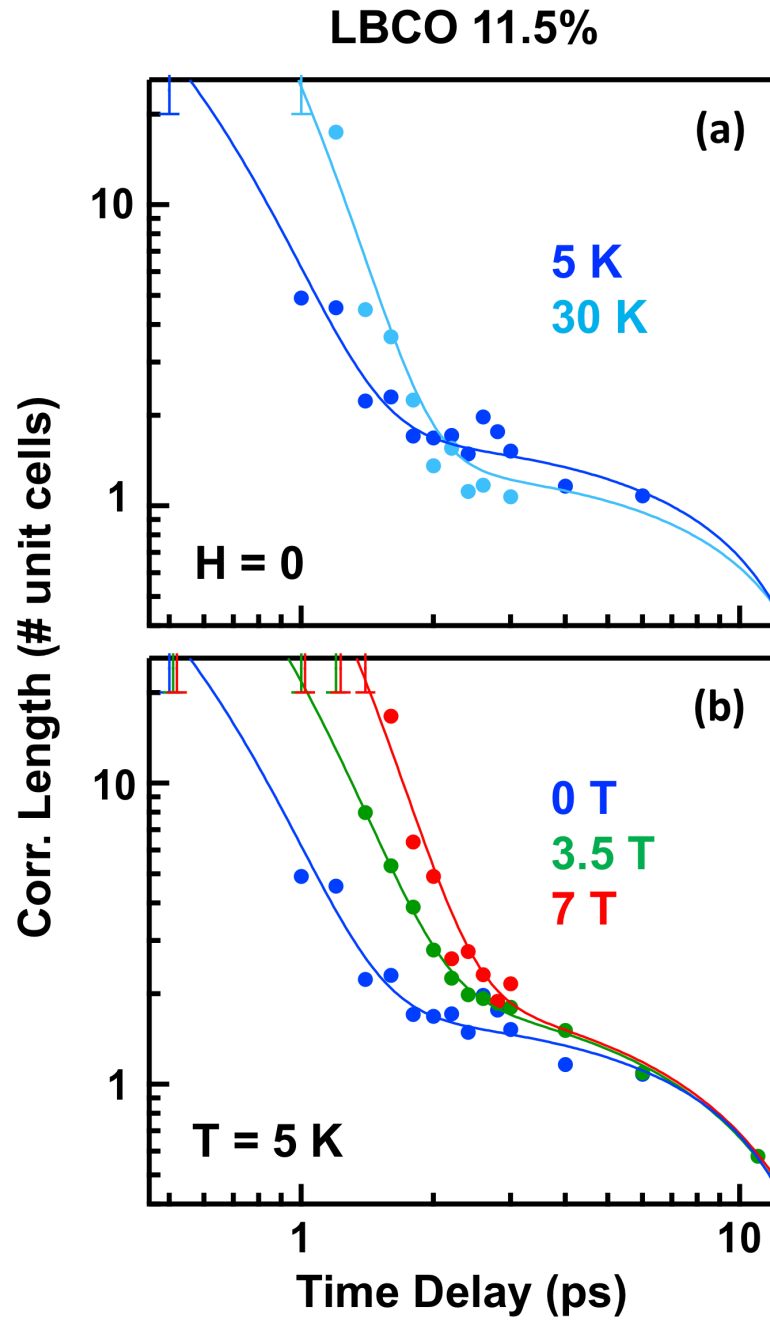 LBCO 11.5%
(a)
10
5 K
30 K
1
H = 0
Corr. Length (# unit cells)
(b)
10
0 T
3.5 T
7 T
1
T = 5 K
1
10
Time Delay (ps)